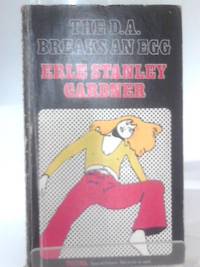 THE D.A.
BREAKS AN EGG
ERLE STANLEY
GARDNER